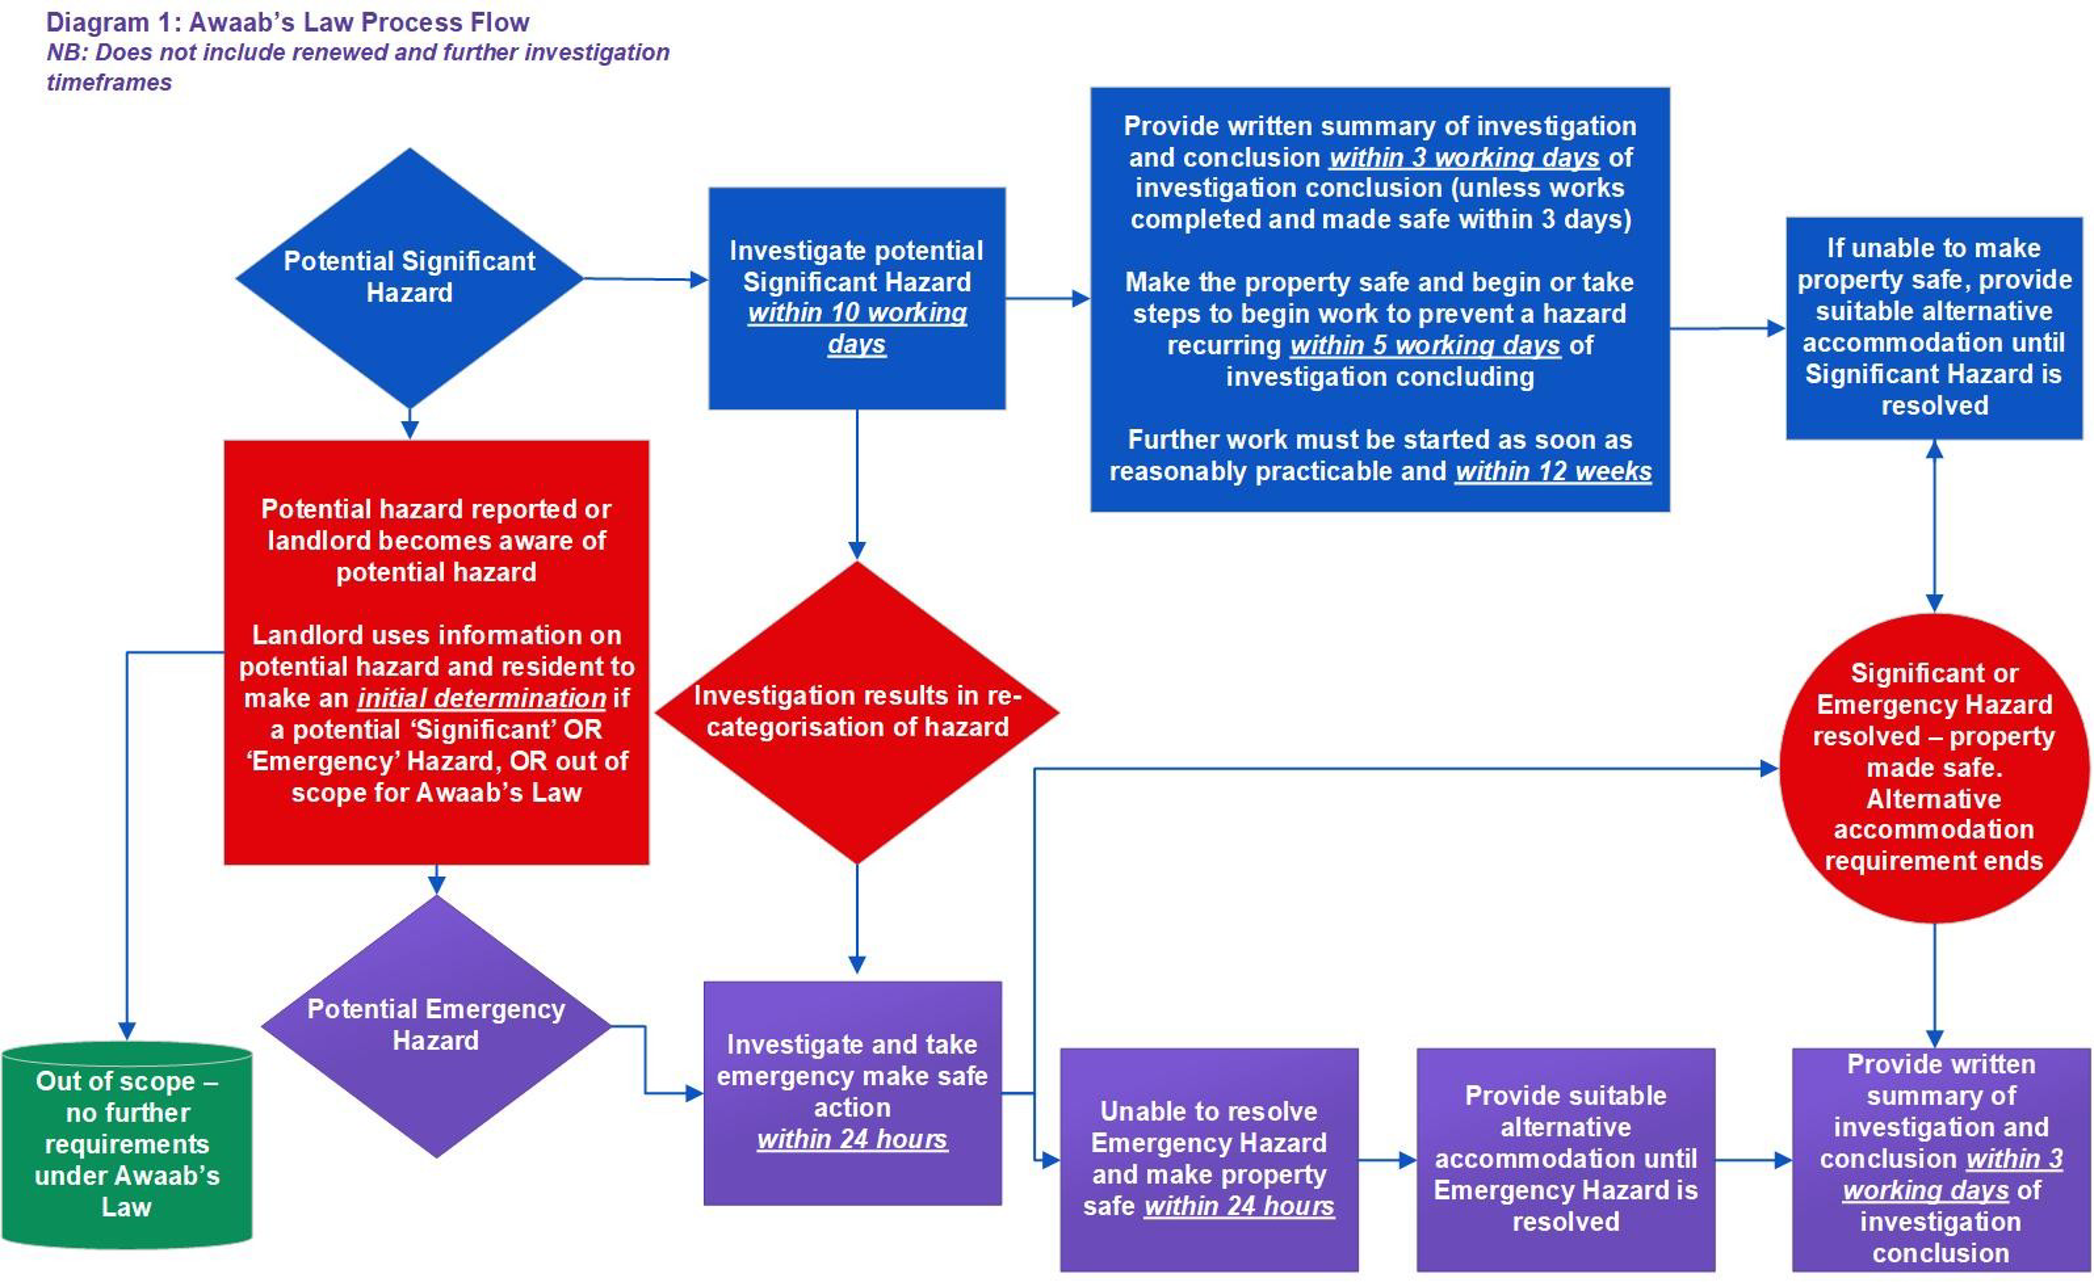 Diagram 1: Awaab’s Law Process Flow
NB: Does not include renewed and further investigation
timeframes
Potential Significant
Hazard
Investigate potential
Significant Hazard
within 10 working
days
Provide written summary of investigation
and conclusion within 3 working days of
investigation conclusion (unless works
completed and made safe within 3 days)
Make the property safe and begin or take
steps to begin work to prevent a hazard
recurring within 5 working days of
investigation concluding
Further work must be started as soon as
reasonably practicable and within 12 weeks
If unable to make
property safe, provide
suitable alternative
accommodation until
Significant Hazard is
resolved
Potential hazard reported or
landlord becomes aware of
potential hazard
Landlord uses information on
potential hazard and resident to
make an initial determination if
a potential ‘Significant’ OR
‘Emergency’ Hazard, OR out of
scope for Awaab’s Law
Investigation results in re-
categorisation of hazard
Significant or
Emergency Hazard
resolved – property
made safe.
Alternative
accommodation
requirement ends
Potential Emergency
Hazard
Out of scope –
no further
requirements
under Awaab’s
Law
Investigate and take
emergency make safe
action
within 24 hours
Unable to resolve
Emergency Hazard
and make property
safe within 24 hours
Provide suitable
alternative
accommodation until
Emergency Hazard is
resolved
Provide written
summary of
investigation and
conclusion within 3
working days of
investigation
conclusion